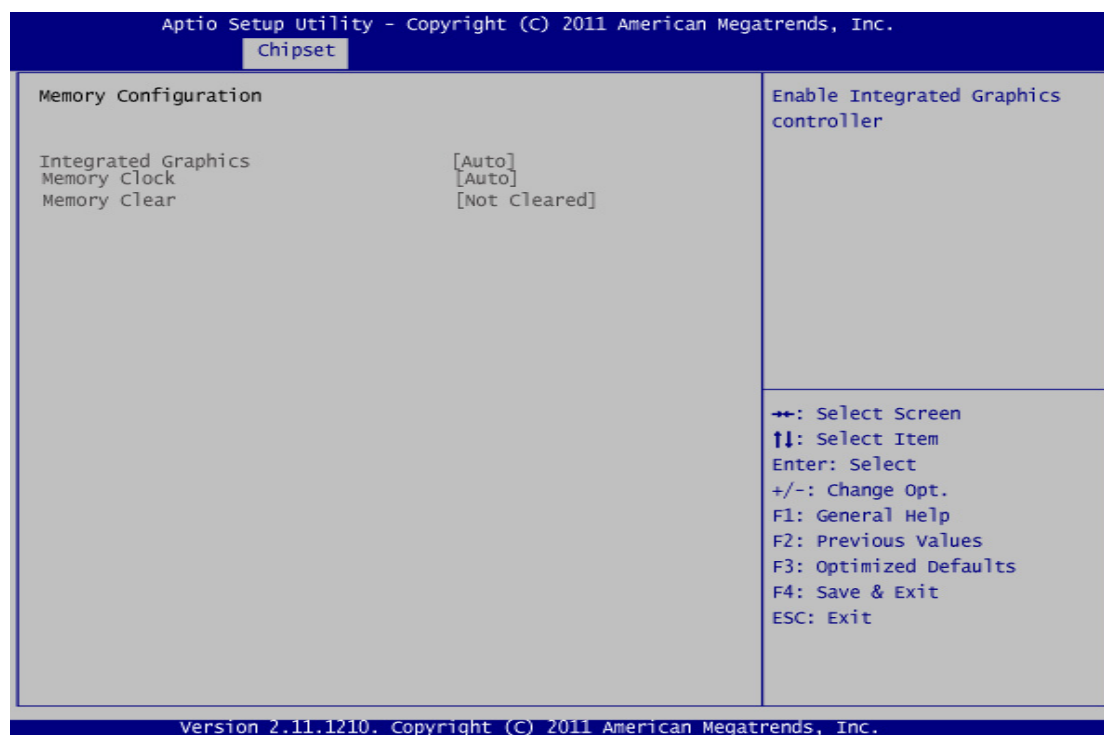 Aptio Setup Utility - Copyright (C) 2011 American Megatrends, Inc.
Chipset
Memory Configuration
Integrated Graphics [Auto]
Memory Clock [Auto]
Memory Clear [Not Cleared]
Enable Integrated Graphics
controller
→←: Select Screen
↑↓: Select Item
Enter: Select
+/-: Change Opt.
F1: General Help
F2: Previous Values
F3: Optimized Defaults
F4: Save & Exit
ESC: Exit
Version 2.11.1210. Copyright (C) 2011 American Megatrends, Inc.